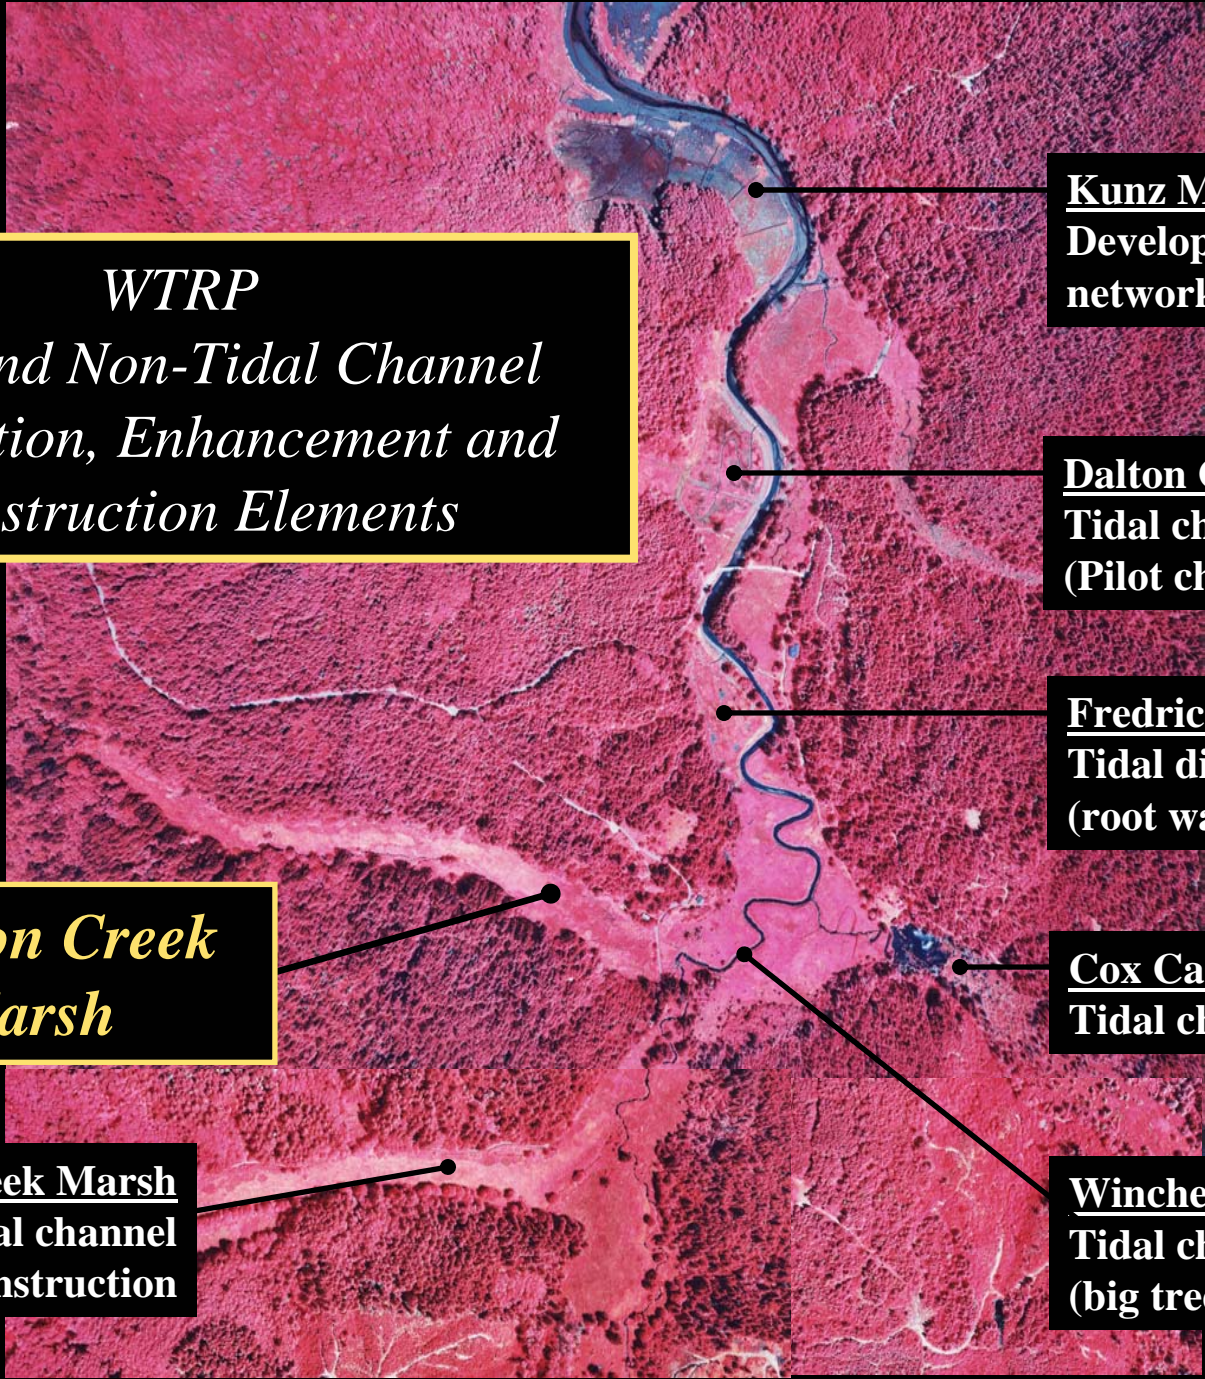 WTRP
nd Non-Tidal Channel
tion, Enhancement and
struction Elements
Kunz M
Develop
network
Dalton
Tidal ch
(Pilot ch
Fredric
Tidal di
(root wa
on Creek
arsh
Cox Ca
Tidal ch
eek Marsh
al channel
nstruction
Winche
Tidal ch
(big tree